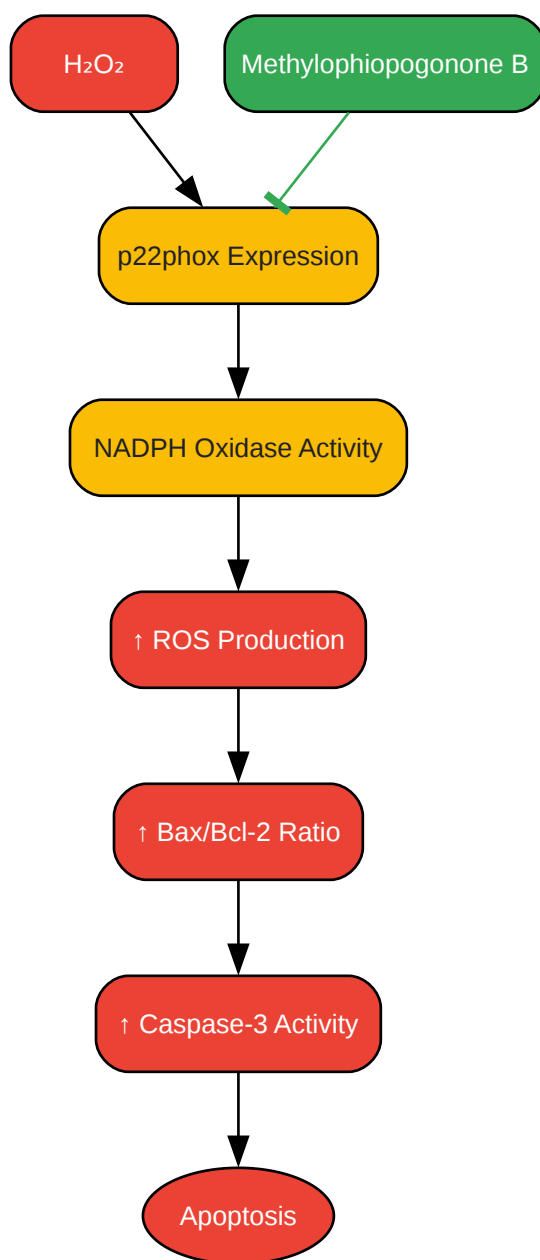 H₂O₂
Methylophiopogonone B
p22phox Expression
NADPH Oxidase Activity
↑ ROS Production
↑ Bax/Bcl-2 Ratio
↑ Caspase-3 Activity
Apoptosis